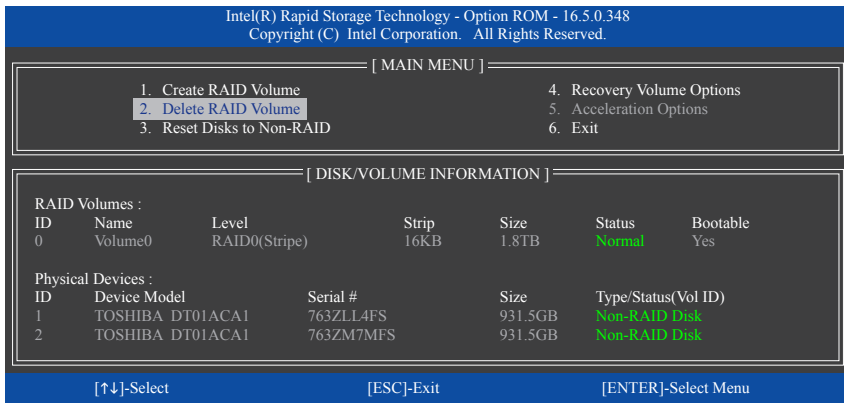 Intel(R) Rapid Storage Technology - Option ROM - 16.5.0.348
Copyright (C) Intel Corporation. All Rights Reserved.
[ MAIN MENU ]
1. Create RAID Volume
2. Delete RAID Volume
3. Reset Disks to Non-RAID
4. Recovery Volume Options
5. Acceleration Options
6. Exit
[ DISK/VOLUME INFORMATION ]
RAID Volumes :
ID Name Level Strip Size Status Bootable
0 Volume0 RAID0(Stripe) 16KB 1.8TB Normal Yes
Physical Devices :
ID Device Model Serial # Size Type/Status(Vol ID)
1 TOSHIBA DT01ACA1 763ZLL4FS 931.5GB Non-RAID Disk
2 TOSHIBA DT01ACA1 763ZM7MFS 931.5GB Non-RAID Disk
[↑↓]-Select [ESC]-Exit [ENTER]-Select Menu